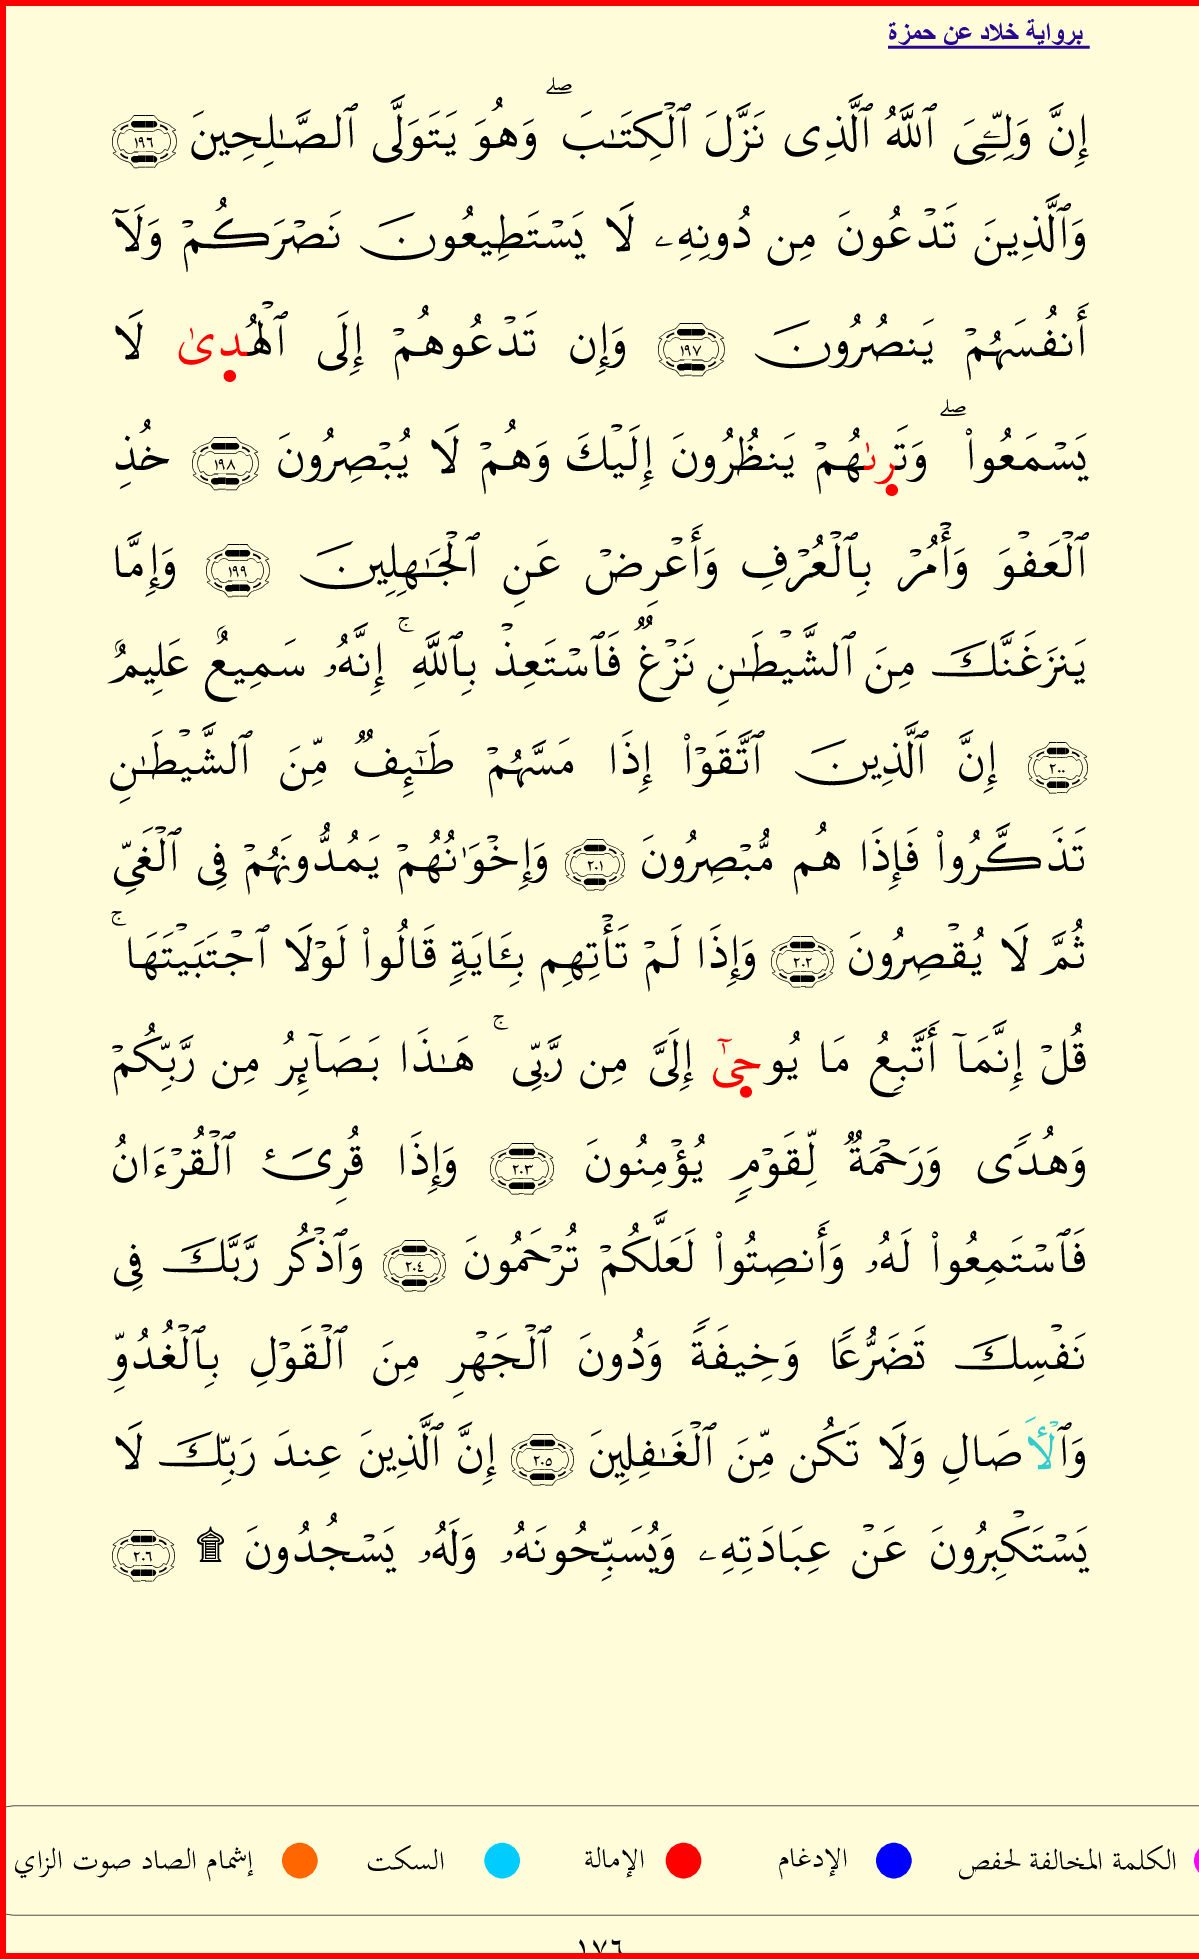 برواية خلاد عن حمزة
إِنَّ وَلِـِّۧىَ ٱللَّهُ ٱلَّذِى نَزَّلَ ٱلْكِتَـٰبَ ۖ وَهُوَ يَتَوَلَّى ٱلصَّـٰلِحِينَ ١٩٦
وَٱلَّذِينَ تَدْعُونَ مِن دُونِهِۦ لَا يَسْتَطِيعُونَ نَصْرَكُمْ وَلَآ
أَنفُسَهُمْ يَنصُرُونَ ١٩٧ وَإِن تَدْعُوهُمْ إِلَى ٱلْهُدىٰ لَا
يَسْمَعُوا۟ ۖ وَتَرىٰهُمْ يَنظُرُونَ إِلَيْكَ وَهُمْ لَا يُبْصِرُونَ ١٩٨ خُذِ
ٱلْعَفْوَ وَأْمُرْ بِٱلْعُرْفِ وَأَعْرِضْ عَنِ ٱلْجَـٰهِلِينَ ١٩٩ وَإِمَّا
يَنزَغَنَّكَ مِنَ ٱلشَّيْطَـٰنِ نَزْغٌ فَٱسْتَعِذْ بِٱللَّهِ ۚ إِنَّهُۥ سَمِيعٌ عَلِيمٌ
٢٠٠ إِنَّ ٱلَّذِينَ ٱتَّقَوْا۟ إِذَا مَسَّهُمْ طَـٰٓئِفٌ مِّنَ ٱلشَّيْطَـٰنِ
تَذَكَّرُوا۟ فَإِذَا هُم مُّبْصِرُونَ ٢٠١ وَإِخْوَٰنُهُمْ يَمُدُّونَهُمْ فِى ٱلْغَىِّ
ثُمَّ لَا يُقْصِرُونَ ٢٠٢ وَإِذَا لَمْ تَأْتِهِم بِـَٔايَةٍ قَالُوا۟ لَوْلَا ٱجْتَبَيْتَهَا ۚ
قُلْ إِنَّمَآ أَتَّبِعُ مَا يُوحىٰٓ إِلَىَّ مِن رَّبِّى ۚ هَـٰذَا بَصَآئِرُ مِن رَّبِّكُمْ
وَهُدًى وَرَحْمَةٌ لِّقَوْمٍ يُؤْمِنُونَ ٢٠٣ وَإِذَا قُرِئَ ٱلْقُرْءَانُ
فَٱسْتَمِعُوا۟ لَهُۥ وَأَنصِتُوا۟ لَعَلَّكُمْ تُرْحَمُونَ ٢٠٤ وَٱذْكُر رَّبَّكَ فِى
نَفْسِكَ تَضَرُّعًا وَخِيفَةً وَدُونَ ٱلْجَهْرِ مِنَ ٱلْقَوْلِ بِٱلْغُدُوِّ
وَٱلْأَصَالِ وَلَا تَكُن مِّنَ ٱلْغَـٰفِلِينَ ٢٠٥ إِنَّ ٱلَّذِينَ عِندَ رَبِّكَ لَا
يَسْتَكْبِرُونَ عَنْ عِبَادَتِهِۦ وَيُسَبِّحُونَهُۥ وَلَهُۥ يَسْجُدُونَ ۩ ٢٠٦
الكلمة المخالفة لحفص الإدغام الإمالة السكت إشمام الصاد صوت الزاي
١٧٦